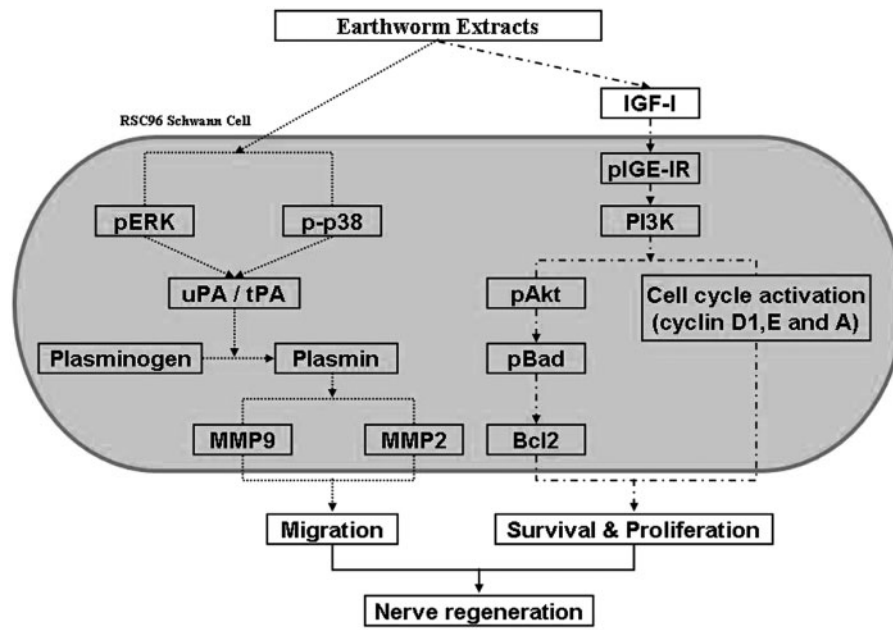 Earthworm Extracts
IGF-I
RSC96 Schwann Cell
pIGE-IR
pERK
p-p38
PI3K
uPA / tPA
pAkt
Cell cycle activation
(cyclin D1,E and A)
Plasminogen
Plasmin
pBad
MMP9
MMP2
Bcl2
Migration
Survival & Proliferation
Nerve regeneration